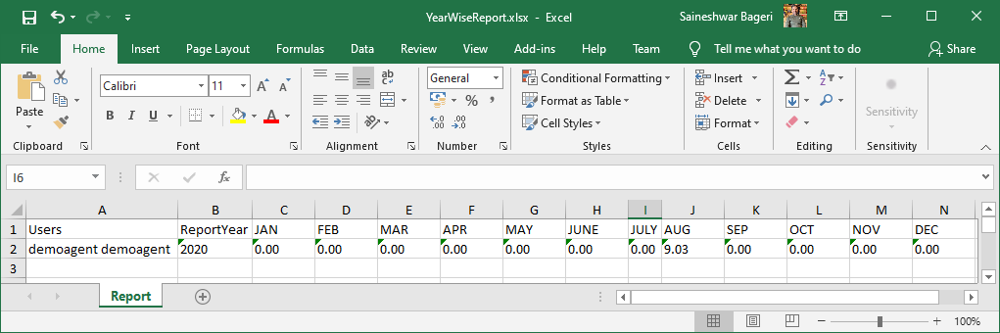 YearWiseReport.xlsx - Excel
Saineshwar Bageri
File Home Insert Page Layout Formulas Data Review View Add-ins Help Team Tell me what you want to do Share
Calibri 11 A A ab General Conditional Formatting Insert Σ A Z
Paste B I U A $ % , Format as Table Delete Sensitivity
.00 .0 .00 Cell Styles Format
Clipboard Font Alignment Number Styles Cells Editing Sensitivity
I6 fx
A B C D E F G H I J K L M N
1 Users ReportYear JAN FEB MAR APR MAY JUNE JULY AUG SEP OCT NOV DEC
2 demoagent demoagent 2020 0.00 0.00 0.00 0.00 0.00 0.00 0.00 9.03 0.00 0.00 0.00 0.00
3
Report
100%